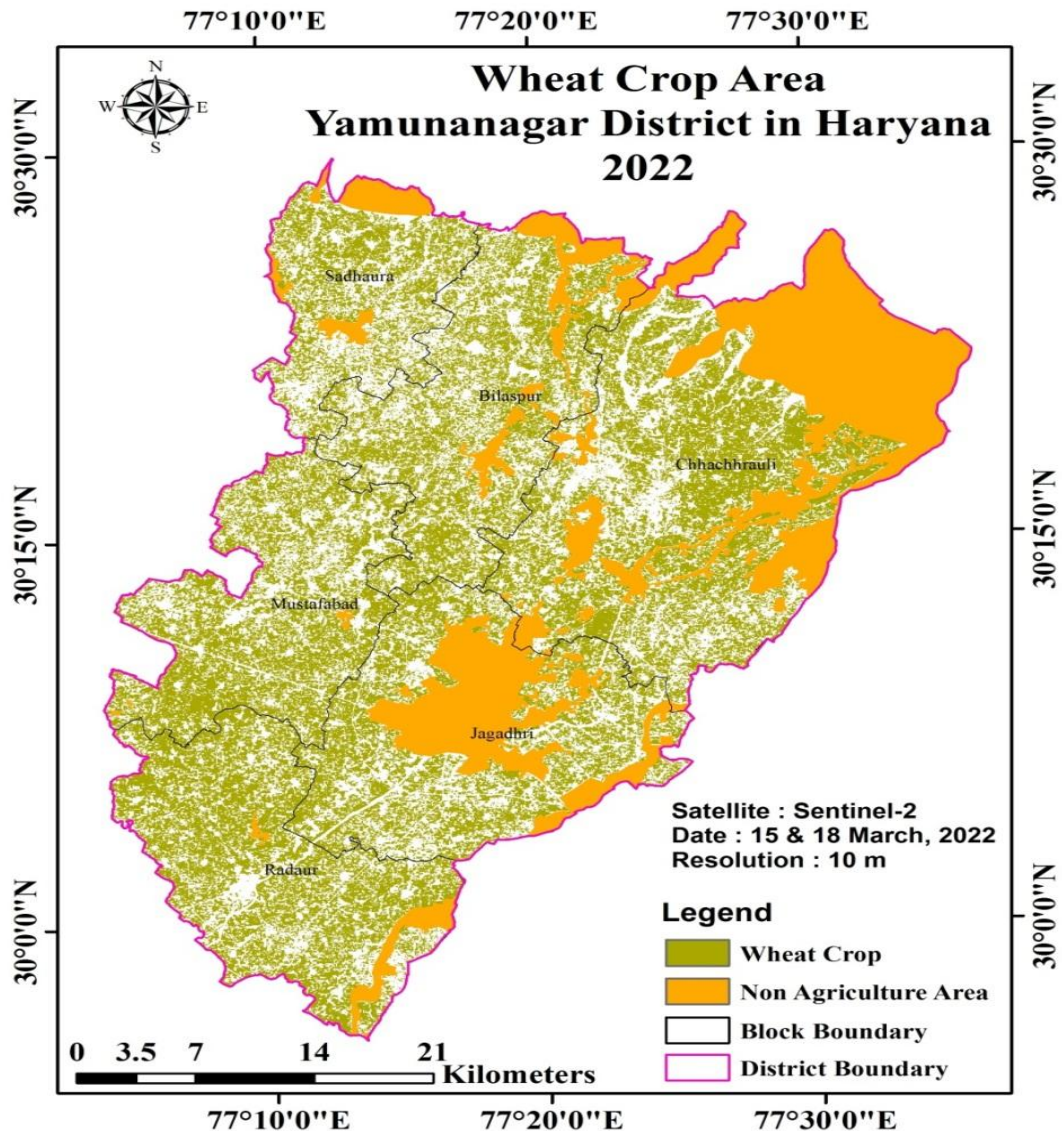 77°10'0"E 77°20'0"E 77°30'0"E
Wheat Crop Area
Yamunanagar District in Haryana
2022
N
W E
S
30°30'0"N 30°30'0"N
Sadhaura
Bilaspur
Chhachhrauli
30°15'0"N 30°15'0"N
Mustafabad
Jagadhri
Satellite : Sentinel-2
Date : 15 & 18 March, 2022
Resolution : 10 m
Radaur
Legend
30°0'0"N 30°0'0"N
Wheat Crop
Non Agriculture Area
Block Boundary
District Boundary
0 3.5 7 14 21
Kilometers
77°10'0"E 77°20'0"E 77°30'0"E